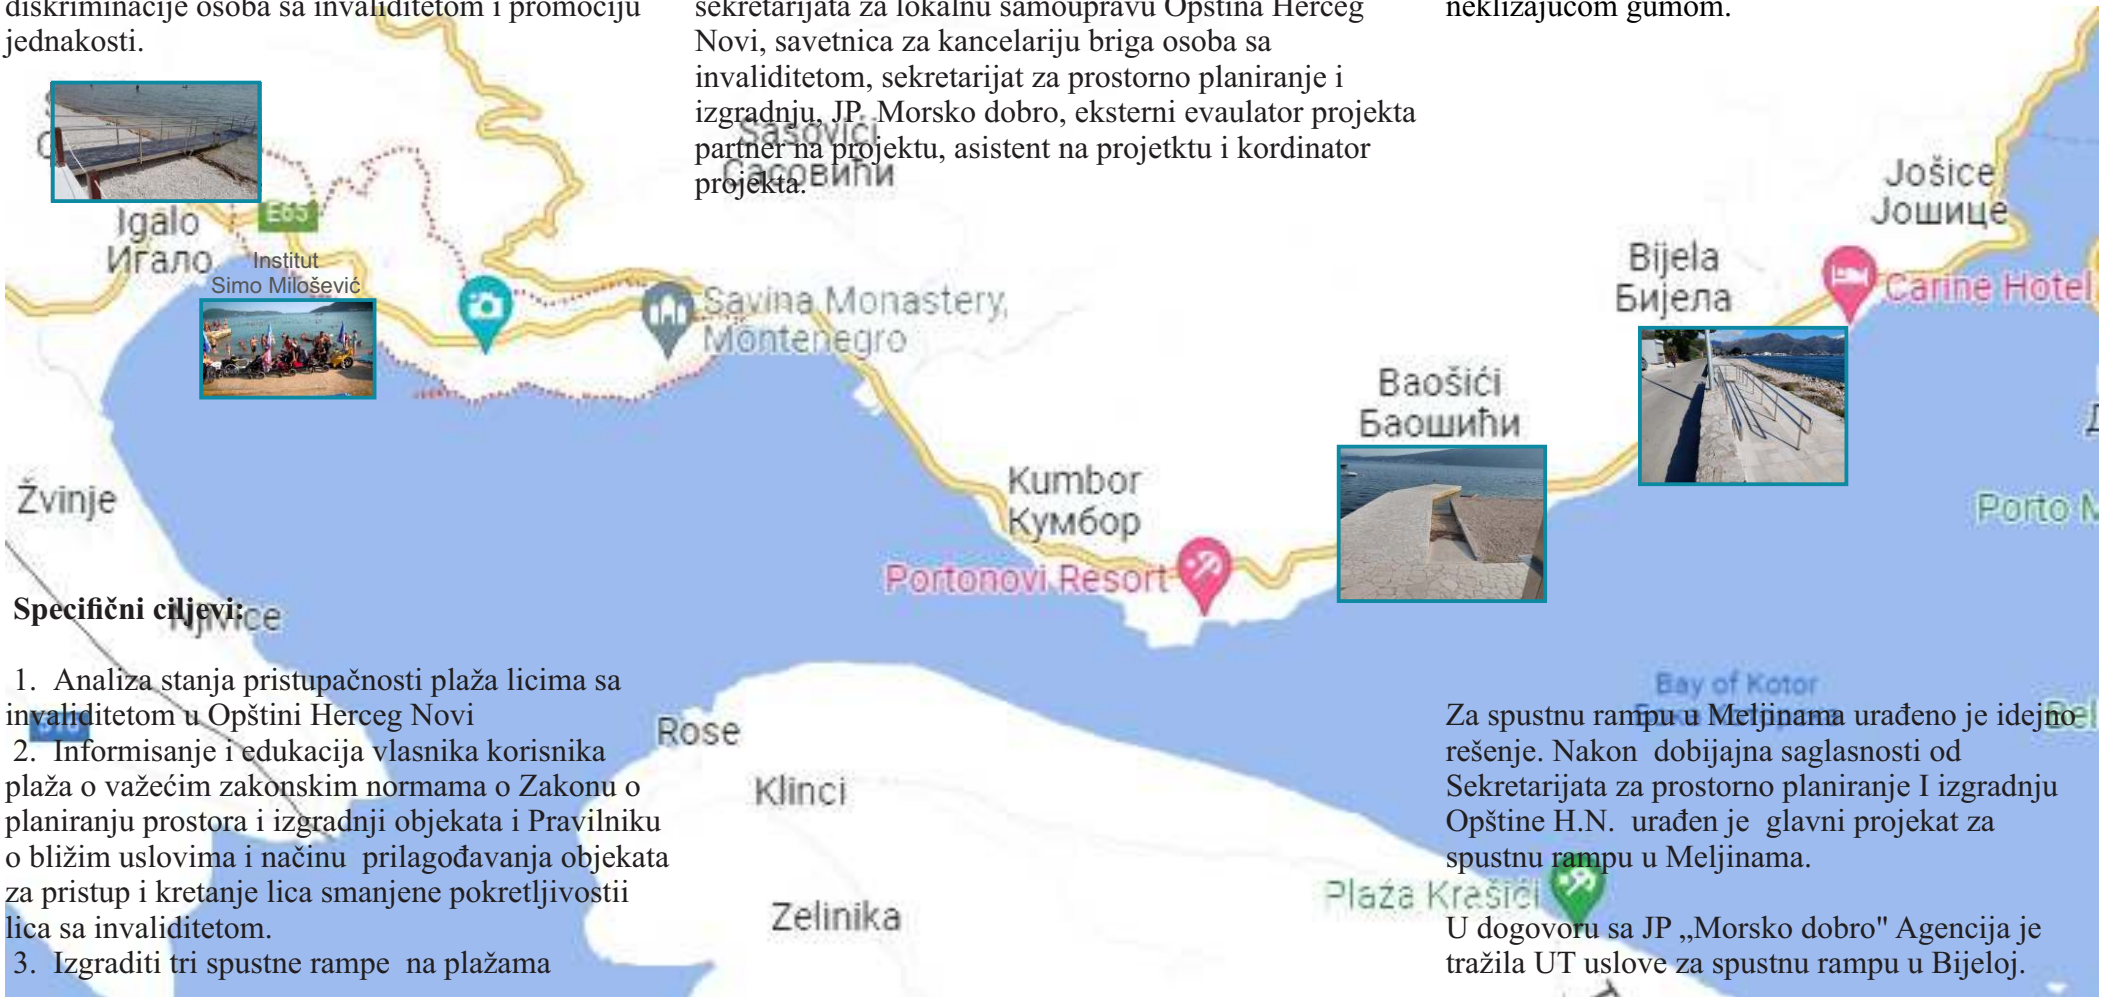 diskriminacije osoba sa invaliditetom i promociju
jednakosti.
Igalo
Игало
E65
Institut
Simo Milošević
Žvinje
Specifični ciljevi:
Njivice
1. Analiza stanja pristupačnosti plaža licima sa
invaliditetom u Opštini Herceg Novi
2. Informisanje i edukacija vlasnika korisnika
plaža o važećim zakonskim normama o Zakonu o
planiranju prostora i izgradnji objekata i Pravilniku
o bližim uslovima i načinu prilagođavanja objekata
za pristup i kretanje lica smanjene pokretljivostii
lica sa invaliditetom.
3. Izgraditi tri spustne rampe na plažama
sekretarijata za lokalnu samoupravu Opština Herceg
Novi, savetnica za kancelariju briga osoba sa
invaliditetom, sekretarijat za prostorno planiranje i
izgradnju, JP. Morsko dobro, eksterni evaulator projekta
partner na projektu, asistent na projetktu i kordinator
projekta.
Sasovići
Сасовићи
Savina Monastery,
Montenegro
Kumbor
Кумбор
Portonovi Resort
Rose
Klinci
Zelinika
neklizajućom gumom.
Jošice
Јошице
Bijela
Бијела
Carine Hotel
Baošići
Баошићи
Porto
Bay of Kotor
Za spustnu rampu u Meljinama urađeno je idejno
rešenje. Nakon dobijajna saglasnosti od
Sekretarijata za prostorno planiranje I izgradnju
Opštine H.N. urađen je glavni projekat za
spustnu rampu u Meljinama.
Plaža Krašići
U dogovoru sa JP „Morsko dobro" Agencija je
tražila UT uslove za spustnu rampu u Bijeloj.